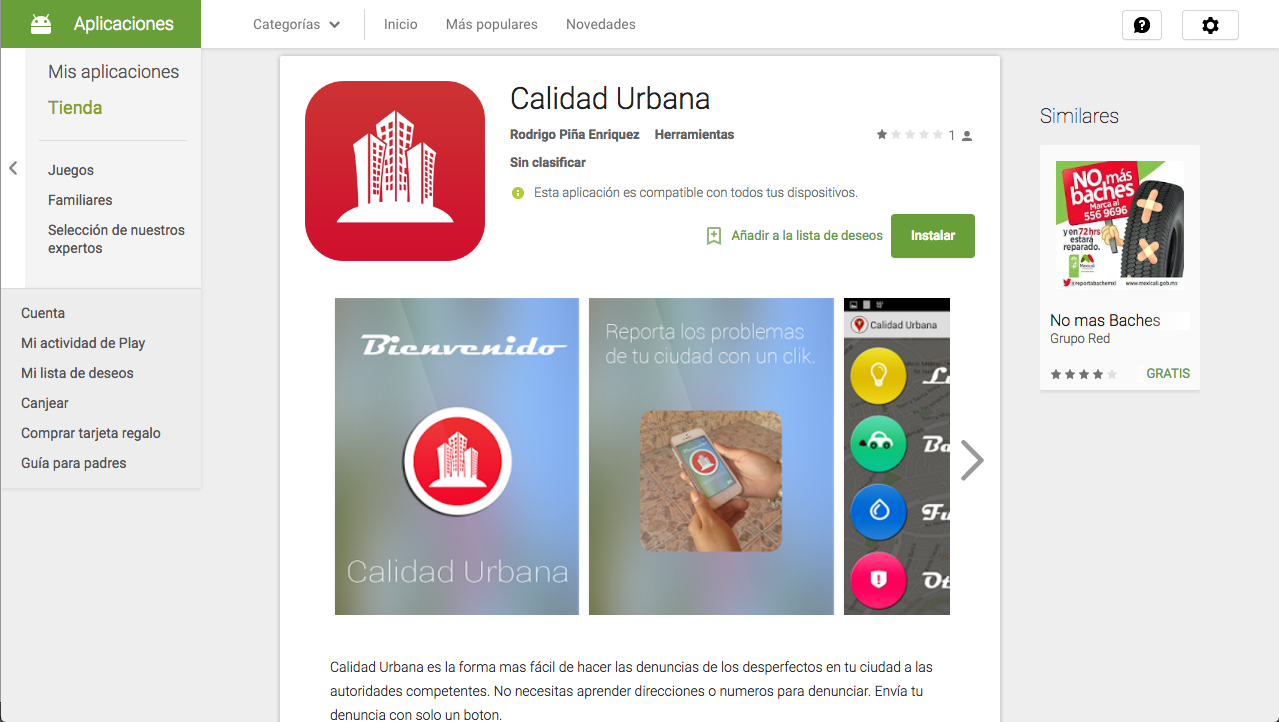 Aplicaciones
Categorías
Inicio
Más populares
Novedades
Mis aplicaciones
Tienda
Juegos
Familiares
Selección de nuestros
expertos
Cuenta
Mi actividad de Play
Mi lista de deseos
Canjear
Comprar tarjeta regalo
Guía para padres
Calidad Urbana
Rodrigo Piña Enriquez Herramientas
1
Sin clasificar
Esta aplicación es compatible con todos tus dispositivos.
Añadir a la lista de deseos
Instalar
Bienvenido
Calidad Urbana
Reporta los problemas
de tu ciudad con un clik.
Calidad Urbana
La
Ba
Fu
Ot
Calidad Urbana es la forma mas fácil de hacer las denuncias de los desperfectos en tu ciudad a las
autoridades competentes. No necesitas aprender direcciones o numeros para denunciar. Envía tu
denuncia con solo un boton.
Similares
NO más
baches
Marca al
556 9696
y en 72hrs
estará
reparado.
Mexicali
@reportabachemxl www.mexicali.gob.mx
No mas Baches
Grupo Red
GRATIS